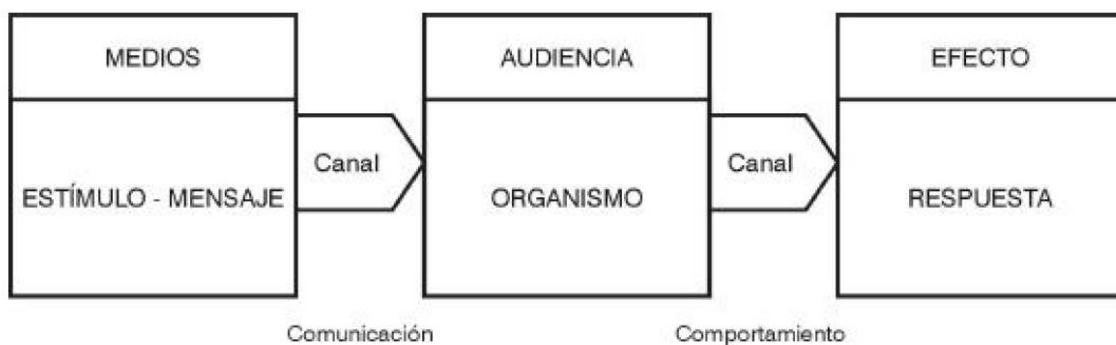 MEDIOS
AUDIENCIA
EFECTO
ESTÍMULO - MENSAJE
Canal
ORGANISMO
Canal
RESPUESTA
Comunicación
Comportamiento